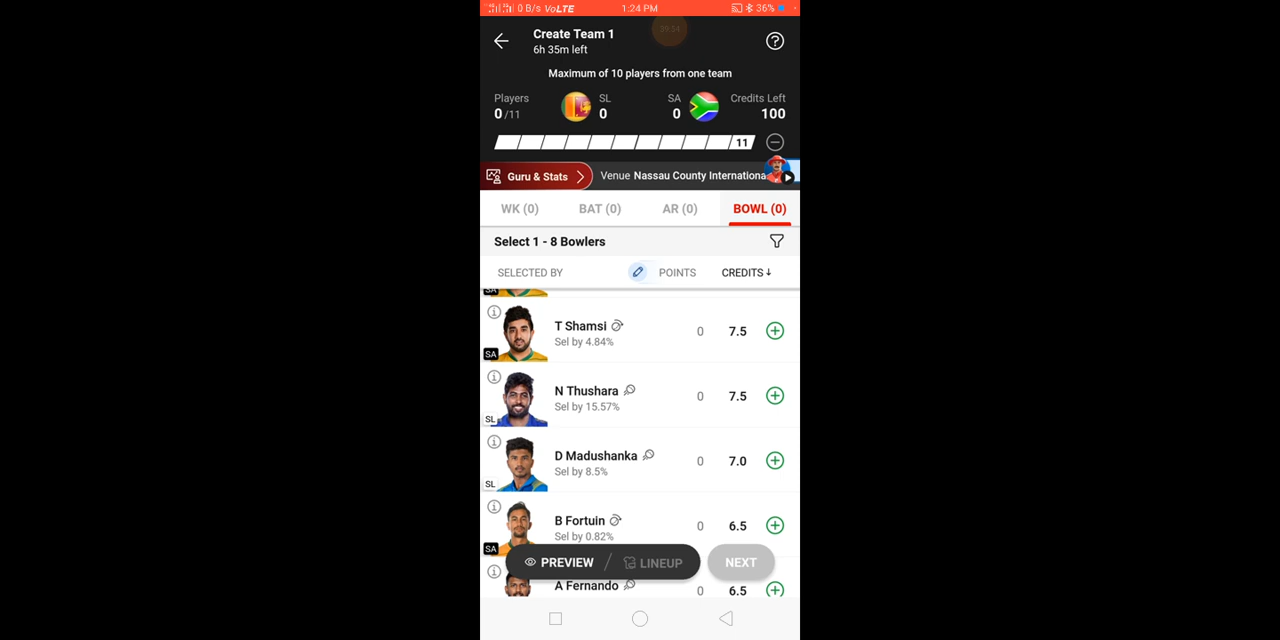 0 B/s VoLTE 1:24 PM 36%
Create Team 1
39:54
6h 35m left
Maximum of 10 players from one team
Players SL SA Credits Left
0/11 0 0 100
11
Guru & Stats Venue Nassau County Internationa
WK (0) BAT (0) AR (0) BOWL (0)
Select 1 - 8 Bowlers
SELECTED BY POINTS CREDITS↓
SA
T Shamsi 0 7.5
Sel by 4.84%
SA
N Thushara 0 7.5
Sel by 15.57%
SL
D Madushanka 0 7.0
Sel by 8.5%
SL
B Fortuin 0 6.5
Sel by 0.82%
SA
PREVIEW / LINEUP NEXT
A Fernando 0 6.5